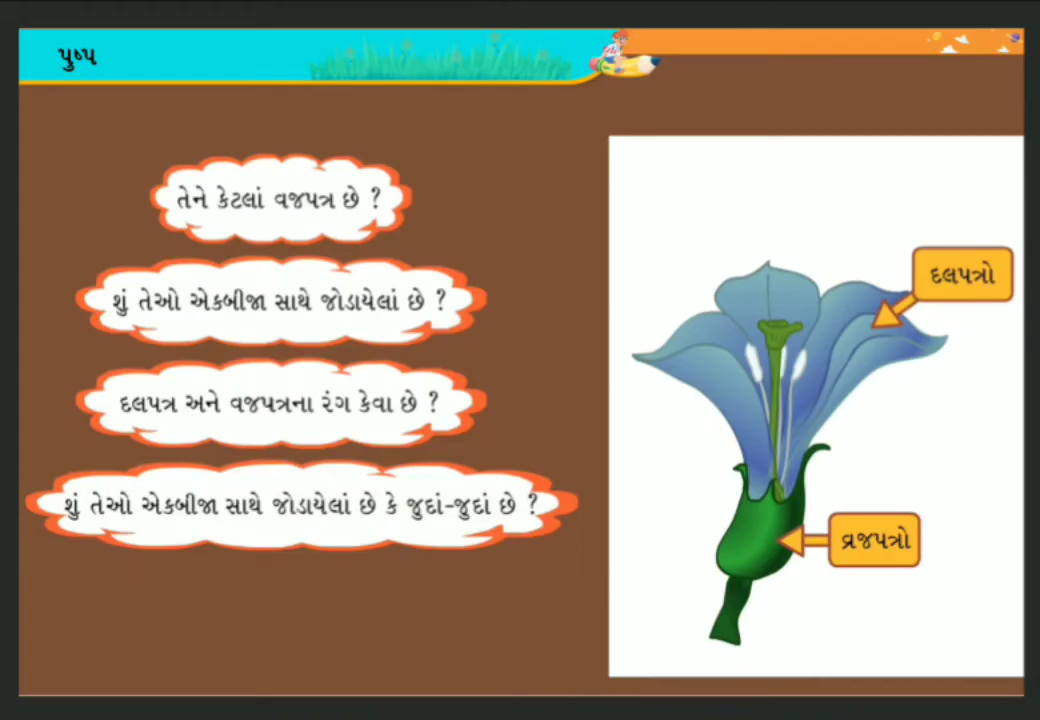 પુષ્પ
તેને કેટલાં વજપત્ર છે ?
શું તેઓ એકબીજા સાથે જોડાયેલાં છે ?
દલપત્ર અને વજપત્રના રંગ કેવા છે ?
શું તેઓ એકબીજા સાથે જોડાયેલાં છે કે જુદાં-જુદાં છે ?
દલપત્રો
વ્રજપત્રો